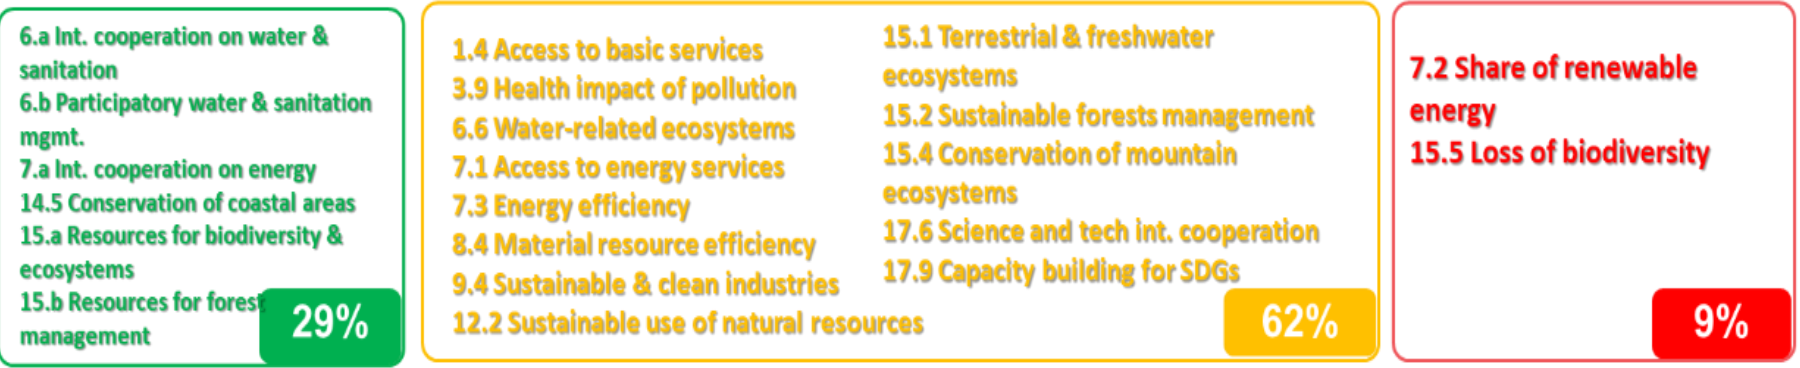 6.a Int. cooperation on water &
sanitation
6.b Participatory water & sanitation
mgmt.
7.a Int. cooperation on energy
14.5 Conservation of coastal areas
15.a Resources for biodiversity &
ecosystems
15.b Resources for forest
management
29%
1.4 Access to basic services
3.9 Health impact of pollution
6.6 Water-related ecosystems
7.1 Access to energy services
7.3 Energy efficiency
8.4 Material resource efficiency
9.4 Sustainable & clean industries
12.2 Sustainable use of natural resources
15.1 Terrestrial & freshwater
ecosystems
15.2 Sustainable forests management
15.4 Conservation of mountain
ecosystems
17.6 Science and tech int. cooperation
17.9 Capacity building for SDGs
62%
7.2 Share of renewable
energy
15.5 Loss of biodiversity
9%